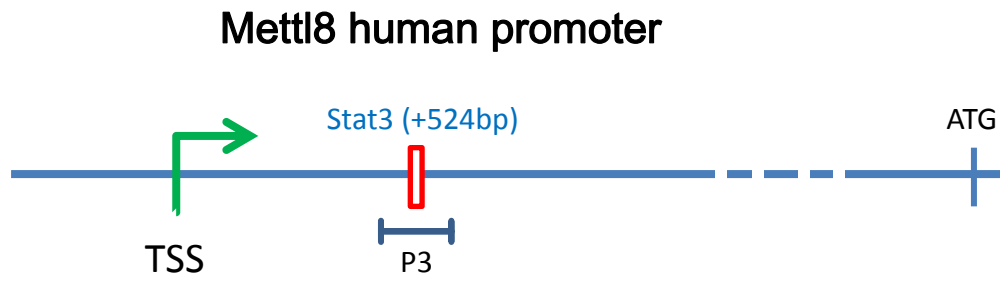 Mettl8 human promoter
Stat3 (+524bp)
ATG
TSS
P3